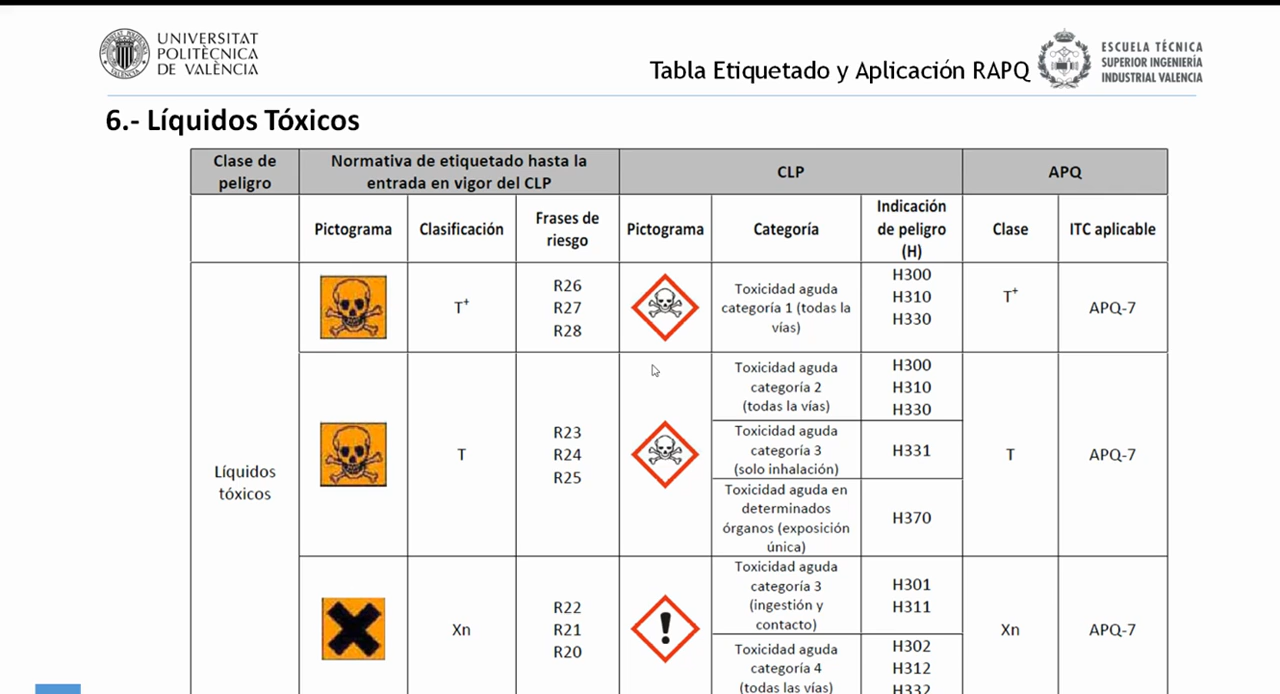 UNIVERSITAT
POLITÈCNICA
DE VALÈNCIA
Tabla Etiquetado y Aplicación RAPQ
ESCUELA TÉCNICA
SUPERIOR INGENIERÍA
INDUSTRIAL VALENCIA
6.- Líquidos Tóxicos
Clase de
peligro
Normativa de etiquetado hasta la
entrada en vigor del CLP
CLP
APQ
Pictograma
Clasificación
Frases de
riesgo
Pictograma
Categoría
Indicación
de peligro
(H)
Clase
ITC aplicable
Líquidos
tóxicos
T+
R26
R27
R28
Toxicidad aguda
categoría 1 (todas la
vías)
H300
H310
H330
T+
APQ-7
T
R23
R24
R25
Toxicidad aguda
categoría 2
(todas la vías)
H300
H310
H330
Toxicidad aguda
categoría 3
(solo inhalación)
H331
Toxicidad aguda en
determinados
órganos (exposición
única)
H370
T
APQ-7
Xn
R22
R21
R20
Toxicidad aguda
categoría 3
(ingestión y
contacto)
H301
H311
Toxicidad aguda
categoría 4
(todas las vías)
H302
H312
H332
Xn
APQ-7